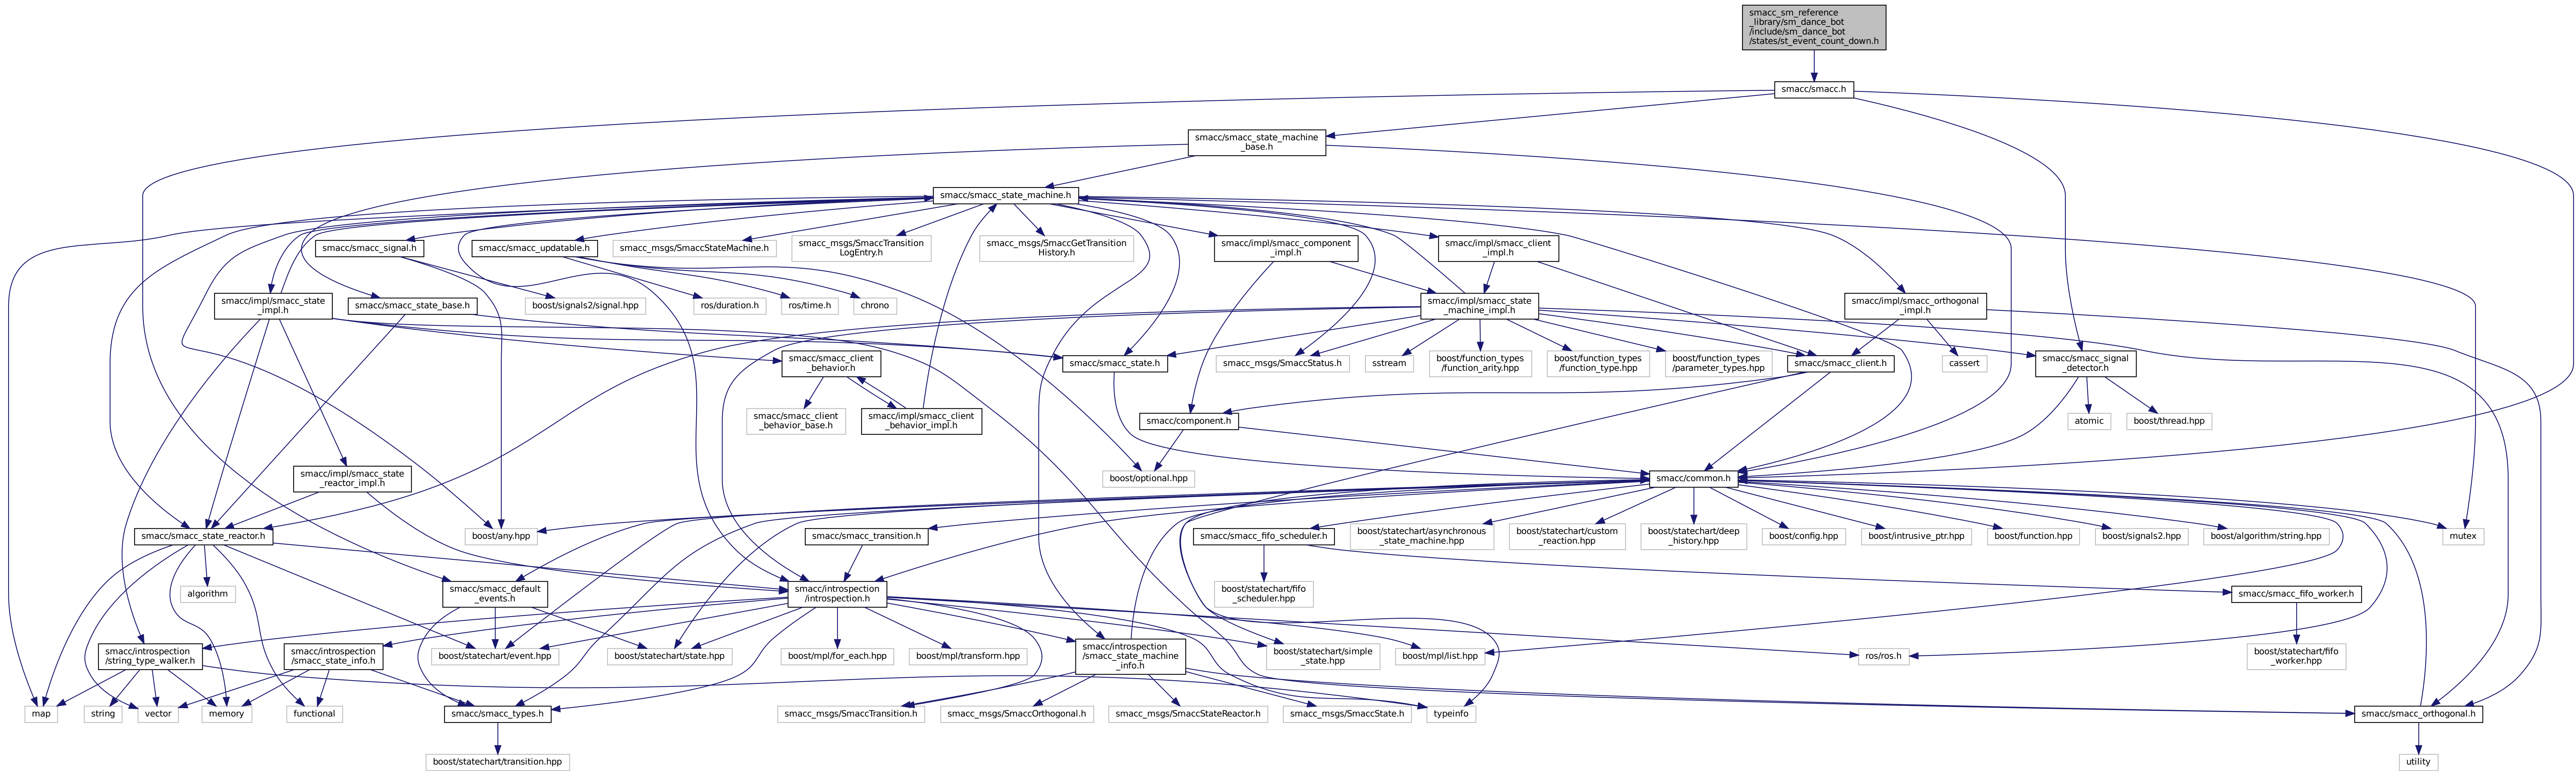 smacc_sm_reference
_library/sm_dance_bot
/include/sm_dance_bot
/states/st_event_count_down.h
smacc/smacc.h
smacc/smacc_state_machine
_base.h
smacc/smacc_state_machine.h
smacc/smacc_signal.h
smacc/smacc_updatable.h
smacc_msgs/SmaccStateMachine.h
smacc_msgs/SmaccTransition
LogEntry.h
smacc_msgs/SmaccGetTransition
History.h
smacc/impl/smacc_component
_impl.h
smacc/impl/smacc_client
_impl.h
smacc/impl/smacc_state
_impl.h
smacc/smacc_state_base.h
boost/signals2/signal.hpp
ros/duration.h
ros/time.h
chrono
smacc/impl/smacc_state
_machine_impl.h
smacc/impl/smacc_orthogonal
_impl.h
smacc/smacc_client
_behavior.h
smacc/smacc_state.h
smacc_msgs/SmaccStatus.h
sstream
boost/function_types
/function_arity.hpp
boost/function_types
/function_type.hpp
boost/function_types
/parameter_types.hpp
smacc/smacc_client.h
cassert
smacc/smacc_signal
_detector.h
smacc/smacc_client
_behavior_base.h
smacc/impl/smacc_client
_behavior_impl.h
smacc/component.h
atomic
boost/thread.hpp
smacc/impl/smacc_state
_reactor_impl.h
boost/optional.hpp
smacc/common.h
smacc/smacc_state_reactor.h
boost/any.hpp
smacc/smacc_transition.h
smacc/smacc_fifo_scheduler.h
boost/statechart/asynchronous
_state_machine.hpp
boost/statechart/custom
_reaction.hpp
boost/statechart/deep
_history.hpp
boost/config.hpp
boost/intrusive_ptr.hpp
boost/function.hpp
boost/signals2.hpp
boost/algorithm/string.hpp
mutex
algorithm
smacc/smacc_default
_events.h
smacc/introspection
/introspection.h
boost/statechart/fifo
_scheduler.hpp
smacc/smacc_fifo_worker.h
smacc/introspection
/string_type_walker.h
smacc/introspection
/smacc_state_info.h
boost/statechart/event.hpp
boost/statechart/state.hpp
boost/mpl/for_each.hpp
boost/mpl/transform.hpp
smacc/introspection
/smacc_state_machine
_info.h
boost/statechart/simple
_state.hpp
boost/mpl/list.hpp
ros/ros.h
boost/statechart/fifo
_worker.hpp
map
string
vector
memory
functional
smacc/smacc_types.h
smacc_msgs/SmaccTransition.h
smacc_msgs/SmaccOrthogonal.h
smacc_msgs/SmaccStateReactor.h
smacc_msgs/SmaccState.h
typeinfo
smacc/smacc_orthogonal.h
boost/statechart/transition.hpp
utility